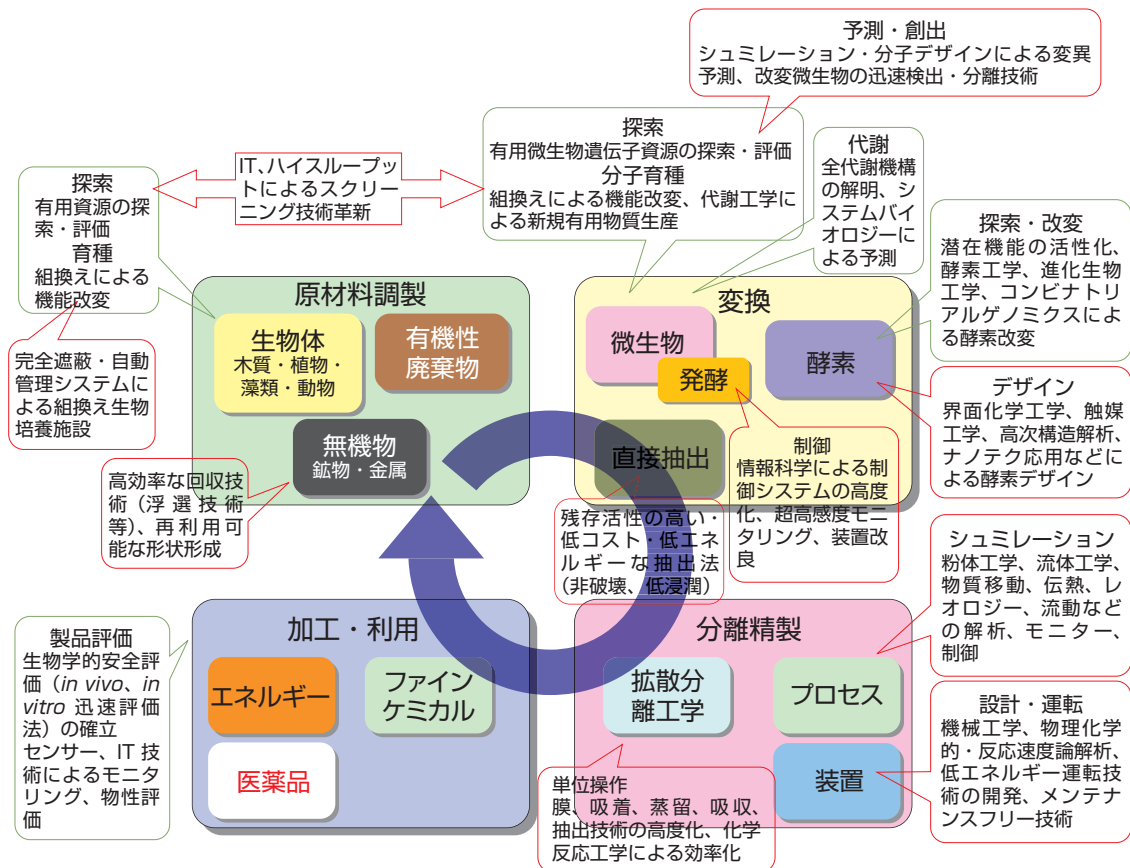 予測・創出
シュミレーション・分子デザインによる変異
予測、改変微生物の迅速検出・分離技術
探索
有用微生物遺伝子資源の探索・評価
分子育種
組換えによる機能改変、代謝工学に
よる新規有用物質生産
代謝
全代謝機構
の解明、シ
ステムバイ
オロジーに
よる予測
IT、ハイスループッ
トによるスクリー
ニング技術革新
探索
有用資源の探
索・評価
育種
組換えによる
機能改変
探索・改変
潜在機能の活性化、
酵素工学、進化生物
工学、コンビナトリ
アルゲノミクスによ
る酵素改変
原材料調製
生物体
木質・植物・
藻類・動物
有機性
廃棄物
無機物
鉱物・金属
変換
微生物
発酵
酵素
直接抽出
完全遮蔽・自動
管理システムに
よる組換え生物
培養施設
デザイン
界面化学工学、触媒
工学、高次構造解析、
ナノテク応用などに
よる酵素デザイン
制御
情報科学による制
御システムの高度
化、超高感度モニ
タリング、装置改
良
高効率な回収技
術（浮選技術
等）、再利用可
能な形状形成
残存活性の高い・
低コスト・低エネ
ルギーな抽出法
（非破壊、低浸潤）
シュミレーション
粉体工学、流体工学、
物質移動、伝熱、レ
オロジー、流動など
の解析、モニター、
制御
加工・利用
エネルギー
ファイン
ケミカル
医薬品
分離精製
拡散分
離工学
プロセス
装置
製品評価
生物学的安全評
価（in vivo、in
vitro 迅速評価
法）の確立
センサー、IT 技
術によるモニタ
リング、物性評
価
設計・運転
機械工学、物理化学
的・反応速度論解析、
低エネルギー運転技
術の開発、メンテナ
ンスフリー技術
単位操作
膜、吸着、蒸留、吸収、
抽出技術の高度化、化学
反応工学による効率化